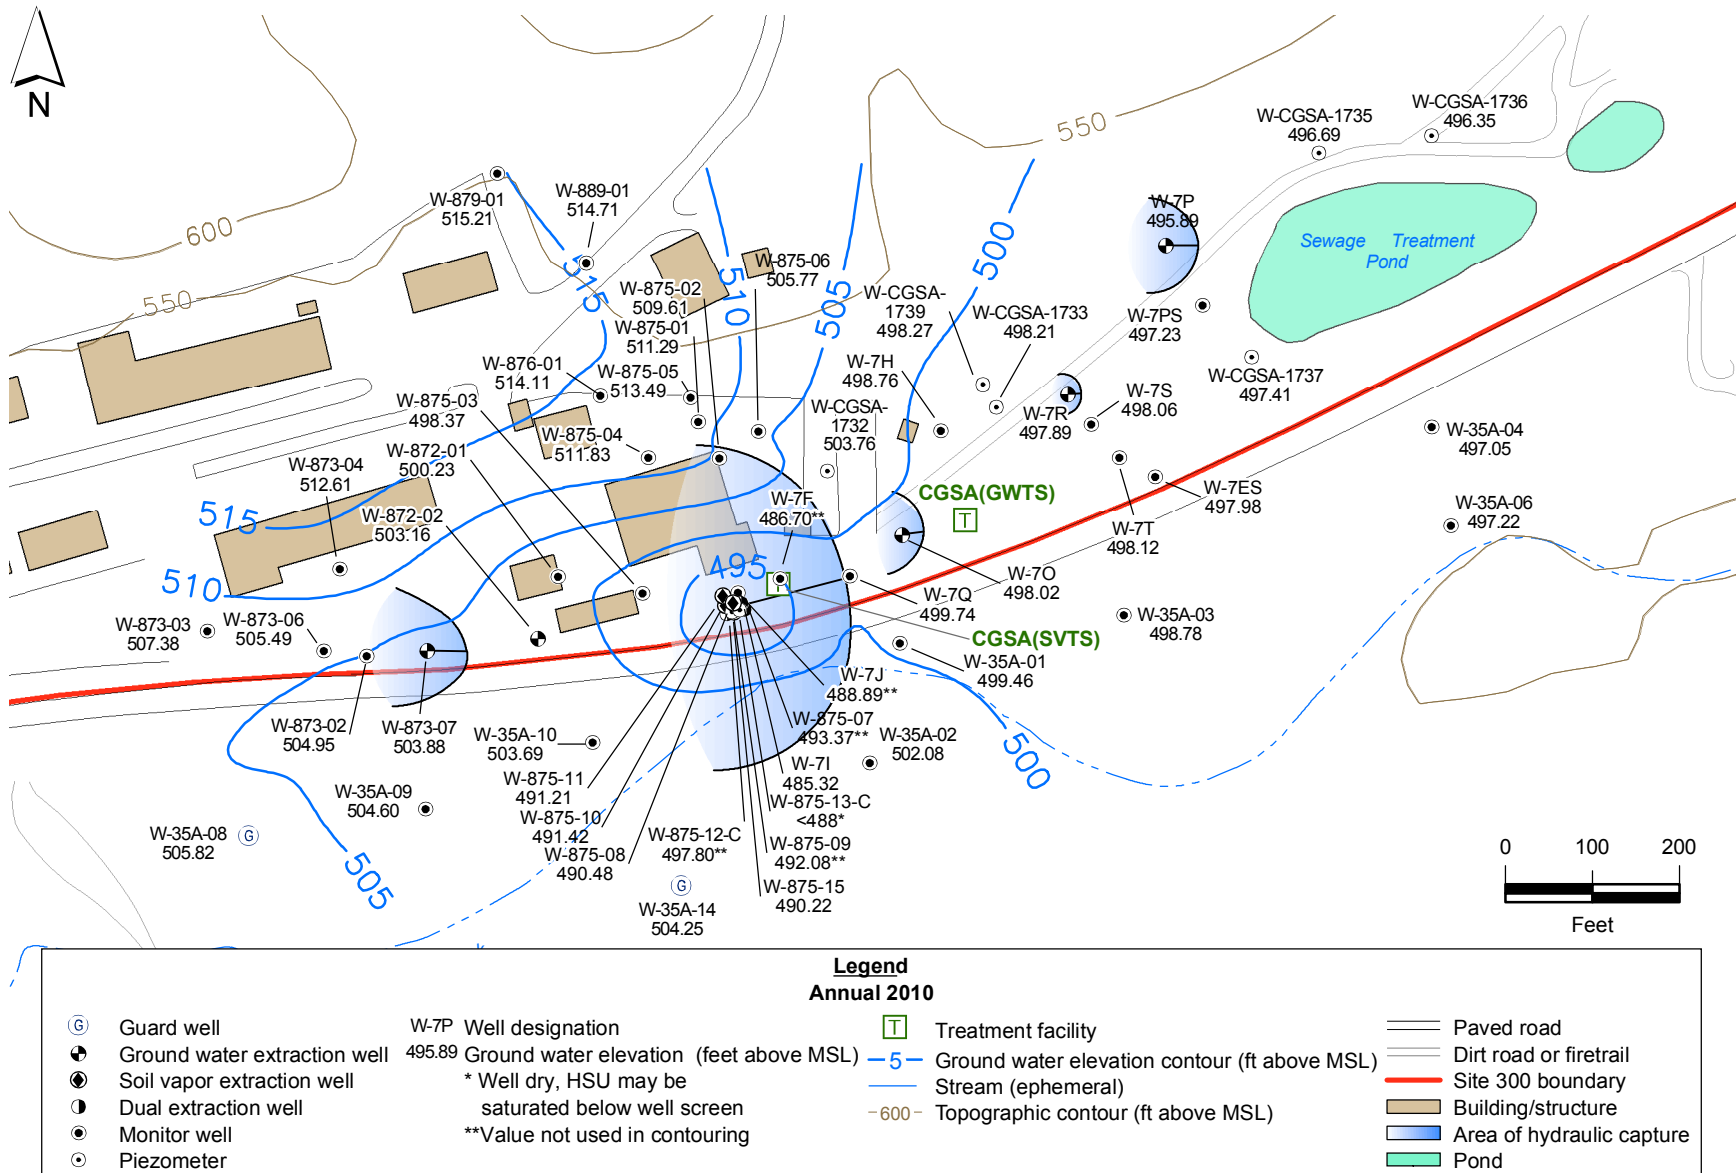 N
W-CGSA-1735
496.69
W-CGSA-1736
496.35
550
W-879-01
515.21
W-889-01
514.71
W-7P
495.89
600
Sewage Treatment
Pond
500
515
510
505
W-875-06
505.77
W-875-02
509.61
W-875-01
511.29
550
W-CGSA-
1739
498.27
W-CGSA-1733
498.21
W-7PS
497.23
W-876-01
514.11
W-875-05
513.49
W-7H
498.76
W-CGSA-1737
497.41
W-7S
498.06
W-7R
497.89
W-875-03
498.37
W-CGSA-
1732
503.76
W-35A-04
497.05
W-875-04
511.83
W-872-01
500.23
W-873-04
512.61
W-7F
486.70**
CGSA(GWTS)
T
W-7ES
497.98
W-35A-06
497.22
515
W-872-02
503.16
W-7T
498.12
495
T
W-7O
498.02
510
W-7Q
499.74
W-873-03
507.38
W-873-06
505.49
W-35A-03
498.78
CGSA(SVTS)
W-35A-01
499.46
W-7J
488.89**
W-873-02
504.95
W-873-07
503.88
W-35A-10
503.69
W-875-07
493.37**
W-35A-02
502.08
500
W-875-11
491.21
W-7I
485.32
W-35A-09
504.60
W-875-13-C
<488*
W-875-10
491.42
W-35A-08
505.82
G
W-875-12-C
497.80**
W-875-09
492.08**
W-875-08
490.48
505
W-875-15
490.22
G
W-35A-14
504.25
0 100 200
Feet
Legend
Annual 2010
G Guard well
Ground water extraction well
Soil vapor extraction well
Dual extraction well
Monitor well
Piezometer
W-7P Well designation
495.89 Ground water elevation (feet above MSL)
* Well dry, HSU may be
saturated below well screen
**Value not used in contouring
T Treatment facility
5 Ground water elevation contour (ft above MSL)
Stream (ephemeral)
600 Topographic contour (ft above MSL)
Paved road
Dirt road or firetrail
Site 300 boundary
Building/structure
Area of hydraulic capture
Pond